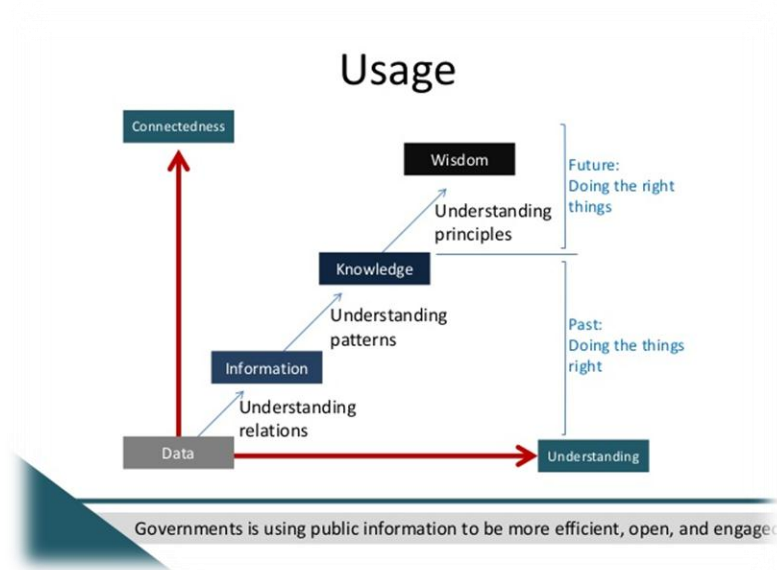 Usage
Connectedness
Wisdom
Future:
Doing the right
things
Understanding
principles
Knowledge
Understanding
patterns
Past:
Doing the things
right
Information
Understanding
relations
Data
Understanding
Governments is using public information to be more efficient, open, and engaged